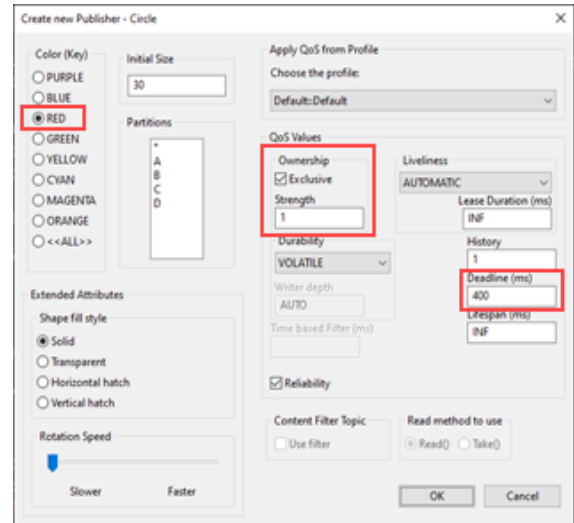 Create new Publisher - Circle
Color (Key)
PURPLE
BLUE
RED
GREEN
YELLOW
CYAN
MAGENTA
ORANGE
<<ALL>>
Initial Size
30
Partitions
*
A
B
C
D
Extended Attributes
Shape fill style
Solid
Transparent
Horizontal hatch
Vertical hatch
Rotation Speed
Slower Faster
Apply QoS from Profile
Choose the profile:
Default::Default
QoS Values
Ownership
Exclusive
Strength
1
Liveliness
AUTOMATIC
Lease Duration (ms)
INF
Durability
VOLATILE
Writer depth
AUTO
Time based Filter (ms)
History
1
Deadline (ms)
400
Lifespan (ms)
INF
Reliability
Content Filter Topic
Use filter
Read method to use
Read() Take()
OK Cancel